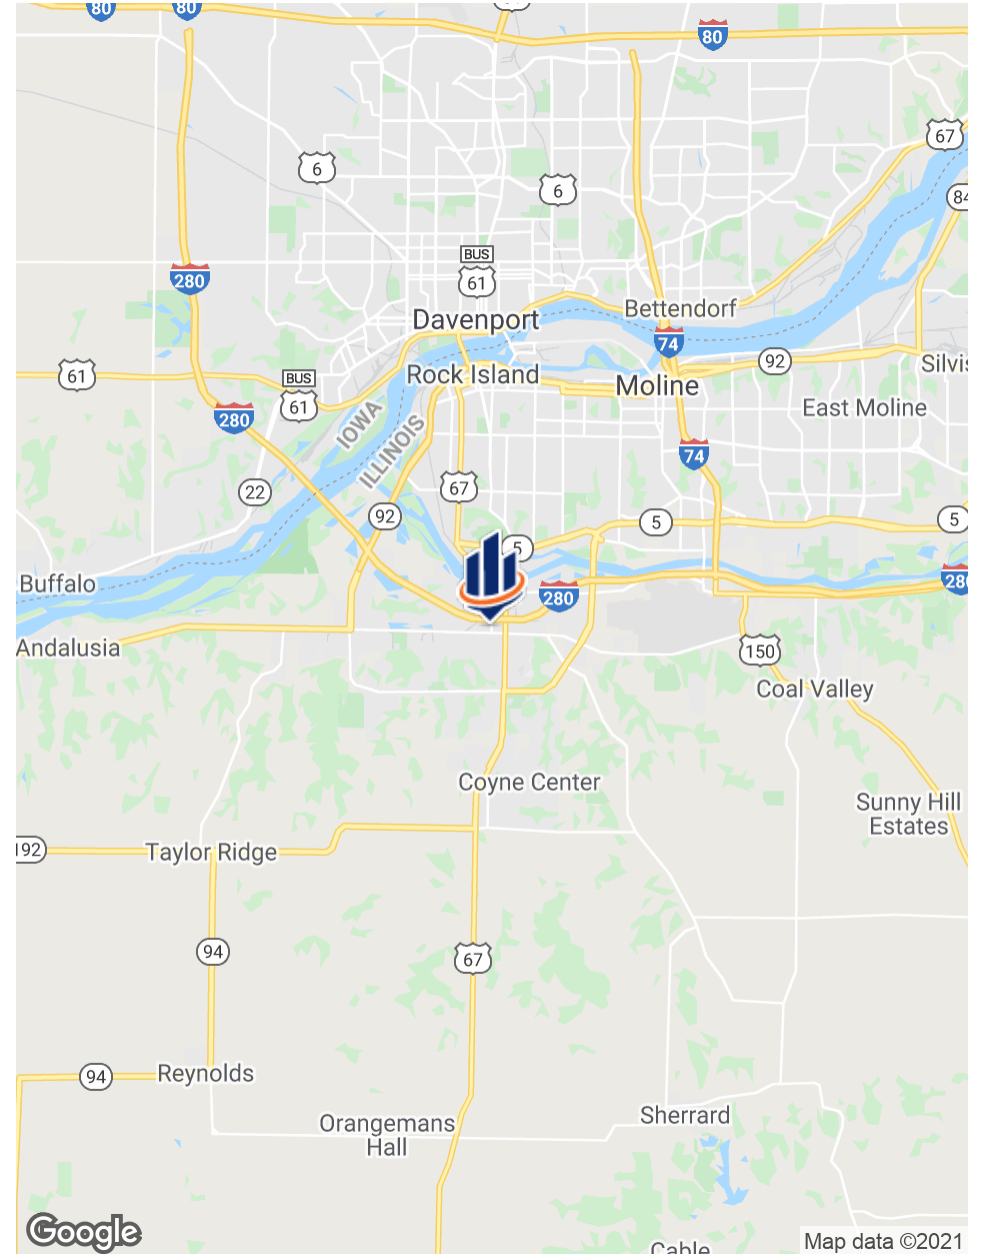 80
80
80
67
6
6
84
BUS
61
280
Bettendorf
Davenport
74
92
61
Rock Island
Silvis
BUS
61
Moline
280
East Moline
IOWA
ILLINOIS
74
67
22
92
5
5
5
Buffalo
280
280
Andalusia
150
Coal Valley
Coyne Center
Sunny Hill
Estates
192
Taylor Ridge
94
67
Reynolds
94
Orangemans
Hall
Sherrard
Google
Map data ©2021
Cable